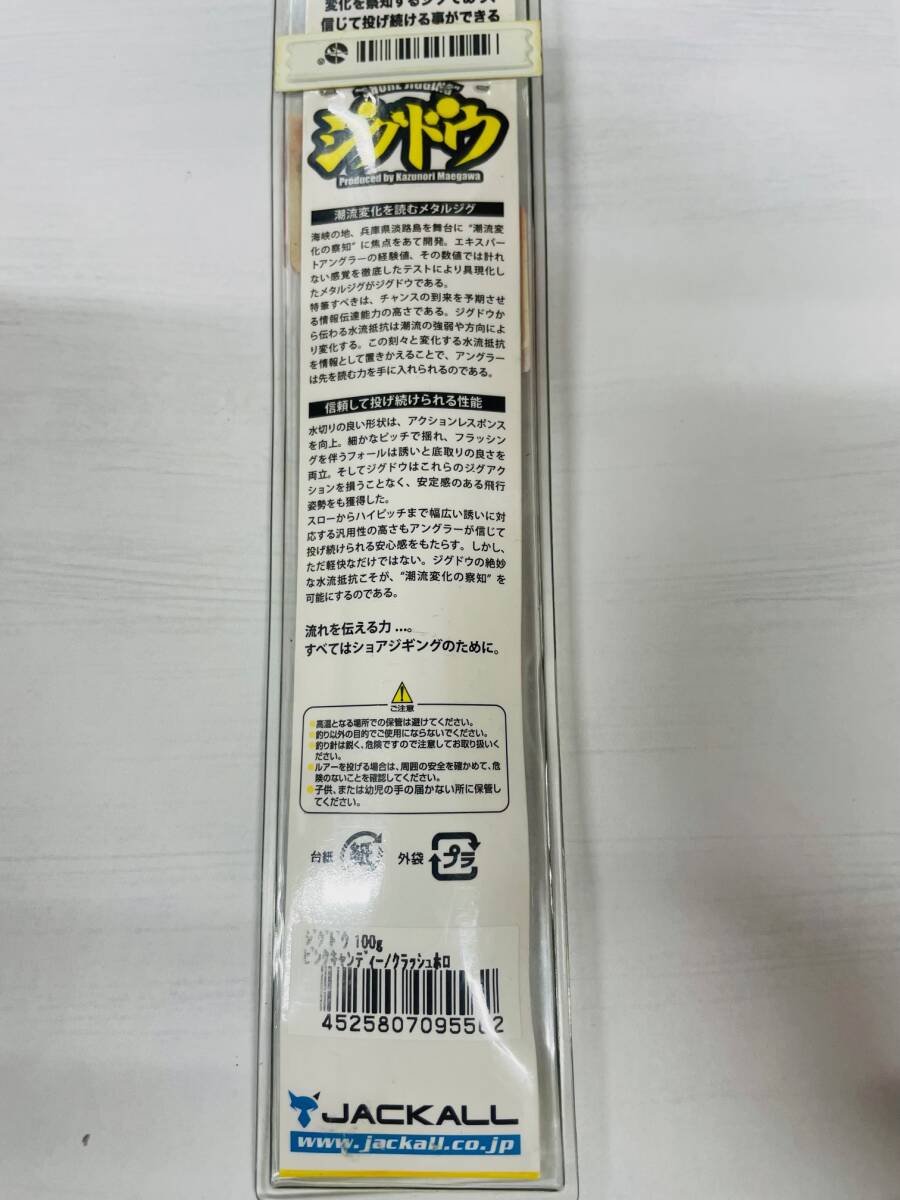 変化を察知するジグであり、
信じて投げ続ける事ができる
SHORE JIGGING
ジグドウ
Produced by Kazunori Maegawa
潮流変化を読むメタルジグ
海峡の地、兵庫県淡路島を舞台に“潮流変
化の察知”に焦点をあて開発。エキスパー
トアングラーの経験値、その数値では計れ
ない感覚を徹底したテストにより具現化し
たメタルジグがジグドウである。
特筆すべきは、チャンスの到来を予期させ
る情報伝達能力の高さである。ジグドウか
ら伝わる水流抵抗は潮流の強弱や方向によ
り変化する。この刻々と変化する水流抵抗
を情報として置きかえることで、アングラー
は先を読む力を手に入れられるのである。
信頼して投げ続けられる性能
水切りの良い形状は、アクションレスポンス
を向上。細かなピッチで揺れ、フラッシン
グを伴うフォールは誘いと底取りの良さを
両立。そしてジグドウはこれらのジグアク
ションを損うことなく、安定感のある飛行
姿勢をも獲得した。
スローからハイピッチまで幅広い誘いに対
応する汎用性の高さもアングラーが信じて
投げ続けられる安心感をもたらす。しかし、
ただ軽快なだけではない。ジグドウの絶妙
な水流抵抗こそが、“潮流変化の察知”を
可能にするのである。
流れを伝える力…。
すべてはショアジギングのために。
ご注意
●高温となる場所での保管は避けてください。
●釣り以外の目的でご使用にならないでください。
●釣り針は鋭く、危険ですので注意してお取り扱いく
ださい。
●ルアーを投げる場合は、周囲の安全を確かめて、危
険のないことを確認してください。
●子供、または幼児の手の届かない所に保管し
てください。
台紙 紙 外袋 プラ
ジグドウ 100g
ピンクキャンディー/クラッシュホロ
4525807095562
JACKALL
www.jackall.co.jp